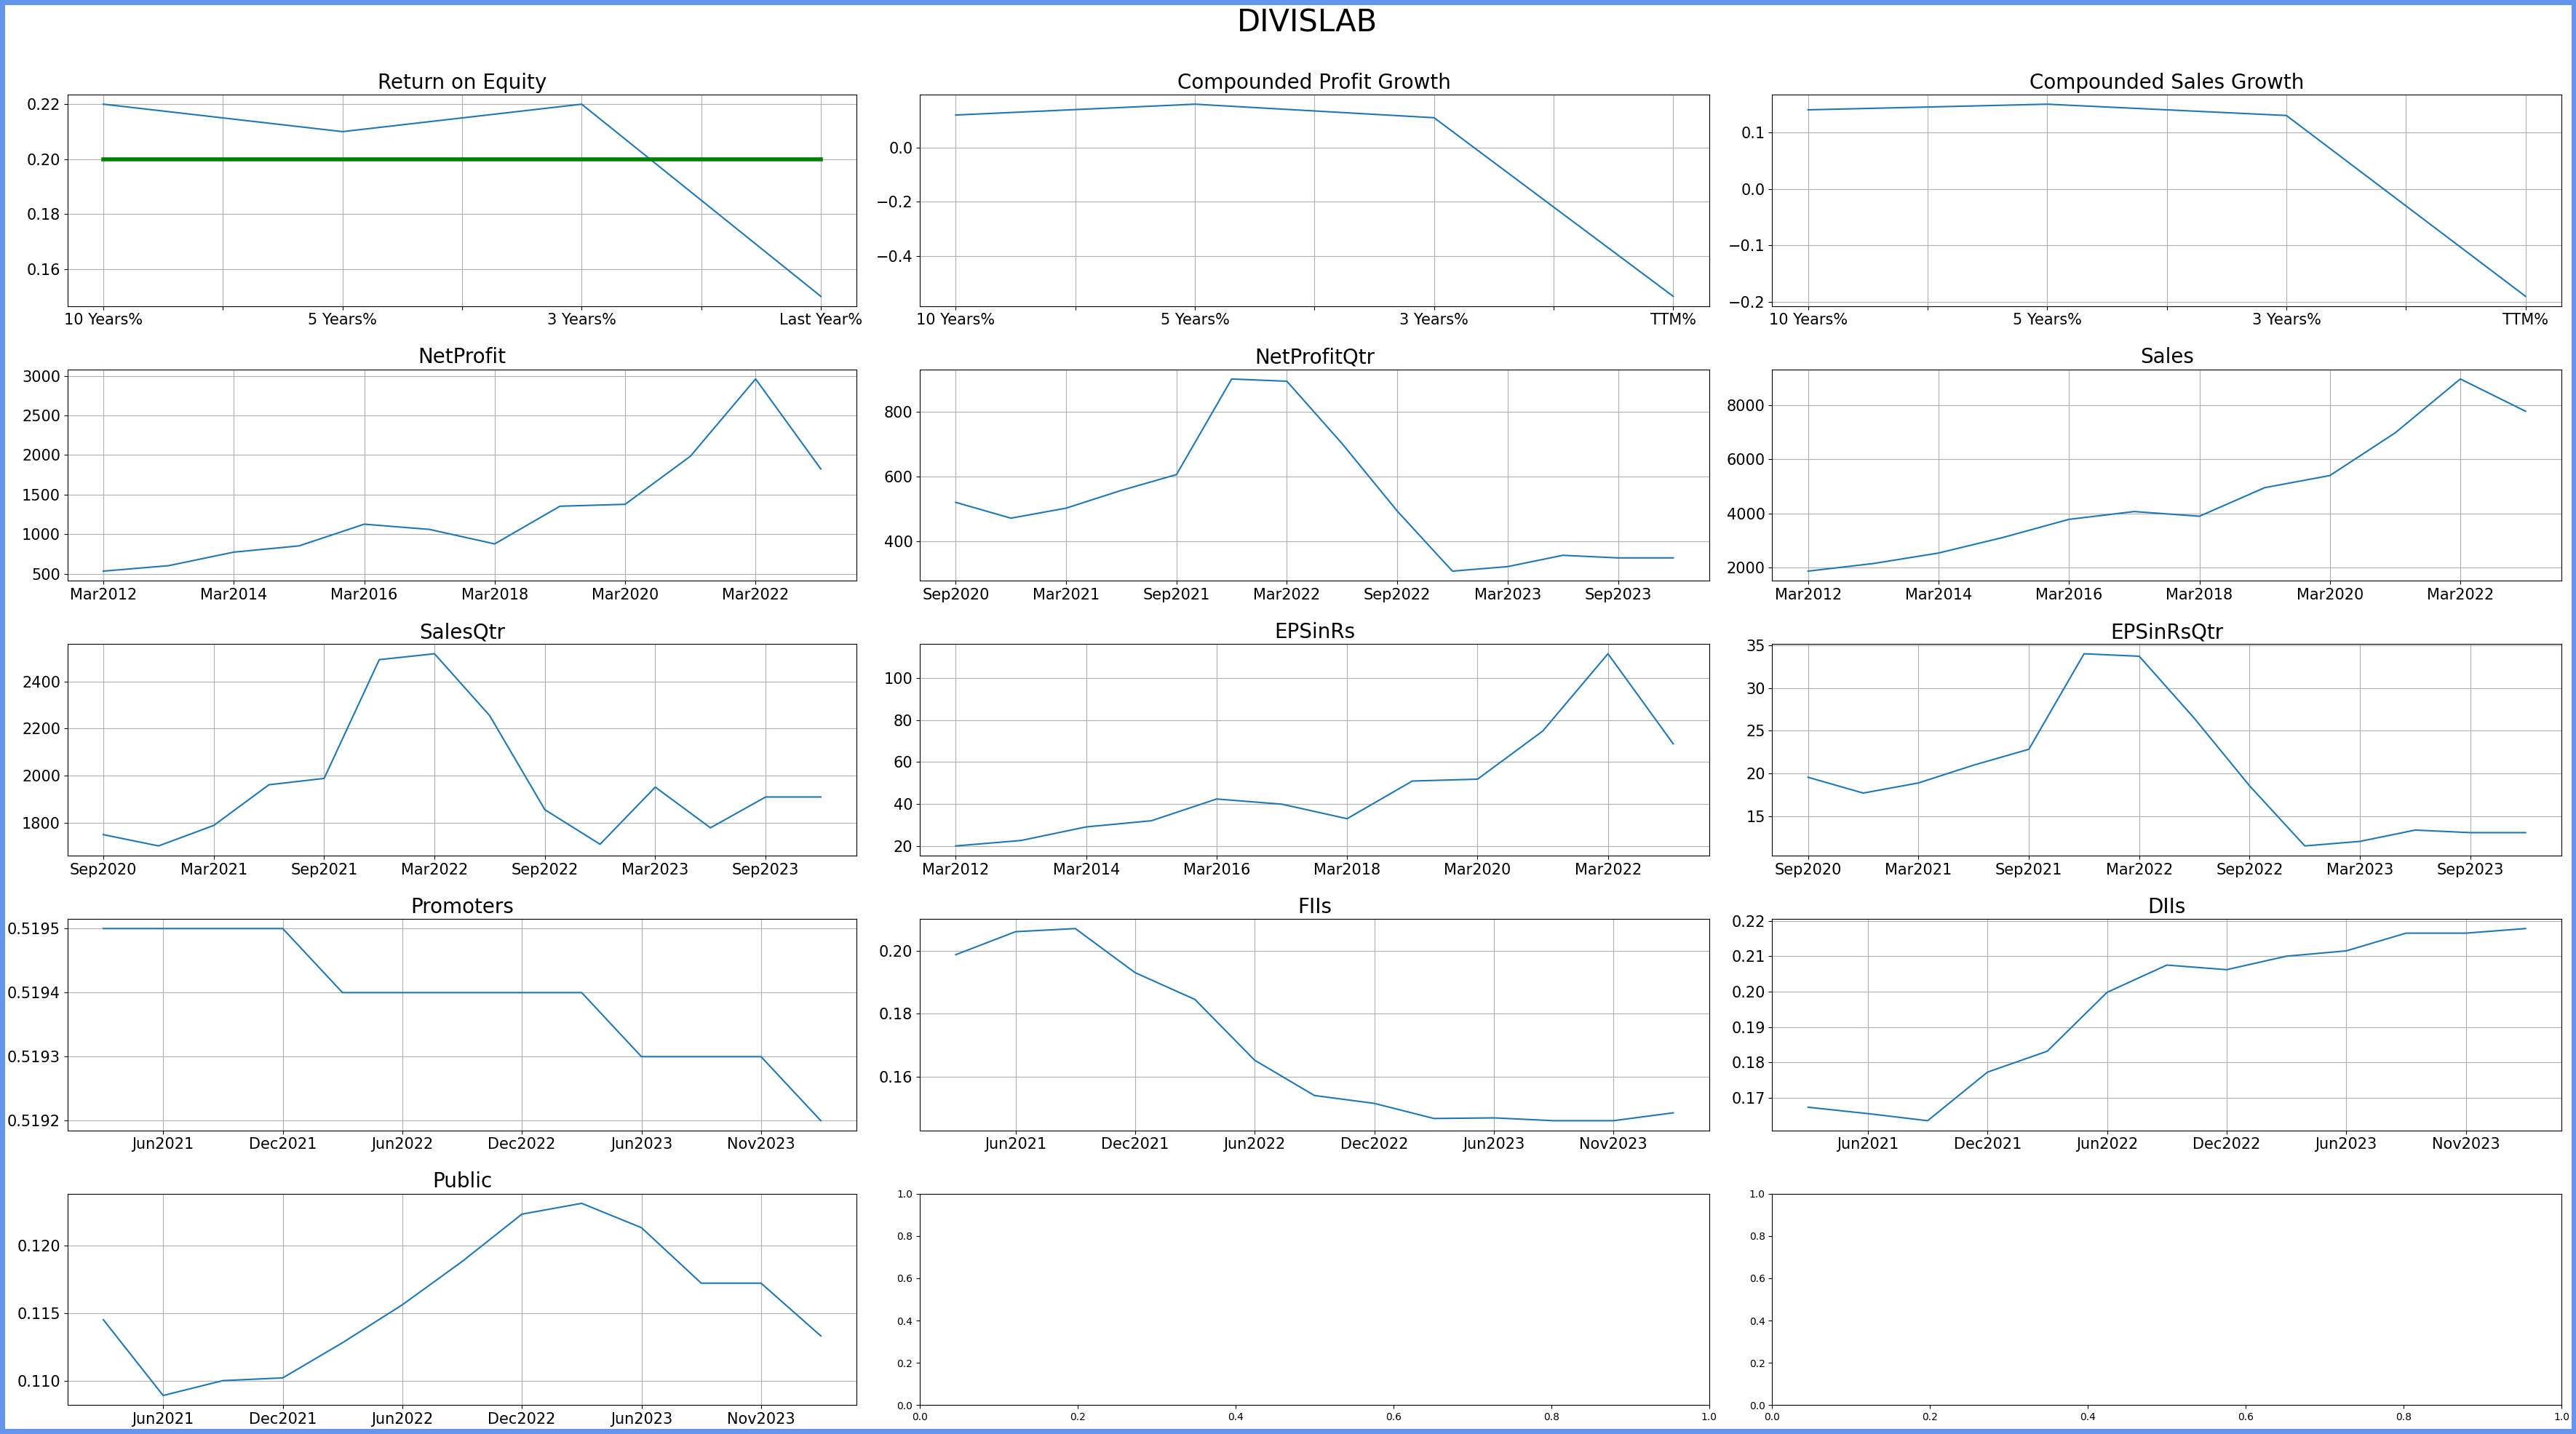 DIVISLAB
Return on Equity
0.22
0.20
0.18
0.16
10 Years% 5 Years% 3 Years% Last Year%
Compounded Profit Growth
0.0
−0.2
−0.4
10 Years% 5 Years% 3 Years% TTM%
Compounded Sales Growth
0.1
0.0
−0.1
−0.2
10 Years% 5 Years% 3 Years% TTM%
NetProfit
3000
2500
2000
1500
1000
500
Mar2012 Mar2014 Mar2016 Mar2018 Mar2020 Mar2022
NetProfitQtr
800
600
400
Sep2020 Mar2021 Sep2021 Mar2022 Sep2022 Mar2023 Sep2023
Sales
8000
6000
4000
2000
Mar2012 Mar2014 Mar2016 Mar2018 Mar2020 Mar2022
SalesQtr
2400
2200
2000
1800
Sep2020 Mar2021 Sep2021 Mar2022 Sep2022 Mar2023 Sep2023
EPSinRs
100
80
60
40
20
Mar2012 Mar2014 Mar2016 Mar2018 Mar2020 Mar2022
EPSinRsQtr
35
30
25
20
15
Sep2020 Mar2021 Sep2021 Mar2022 Sep2022 Mar2023 Sep2023
Promoters
0.5195
0.5194
0.5193
0.5192
Jun2021 Dec2021 Jun2022 Dec2022 Jun2023 Nov2023
FIIs
0.20
0.18
0.16
Jun2021 Dec2021 Jun2022 Dec2022 Jun2023 Nov2023
DIIs
0.22
0.21
0.20
0.19
0.18
0.17
Jun2021 Dec2021 Jun2022 Dec2022 Jun2023 Nov2023
Public
0.120
0.115
0.110
Jun2021 Dec2021 Jun2022 Dec2022 Jun2023 Nov2023
1.0
0.8
0.6
0.4
0.2
0.0
0.0 0.2 0.4 0.6 0.8 1.0
1.0
0.8
0.6
0.4
0.2
0.0
0.0 0.2 0.4 0.6 0.8 1.0